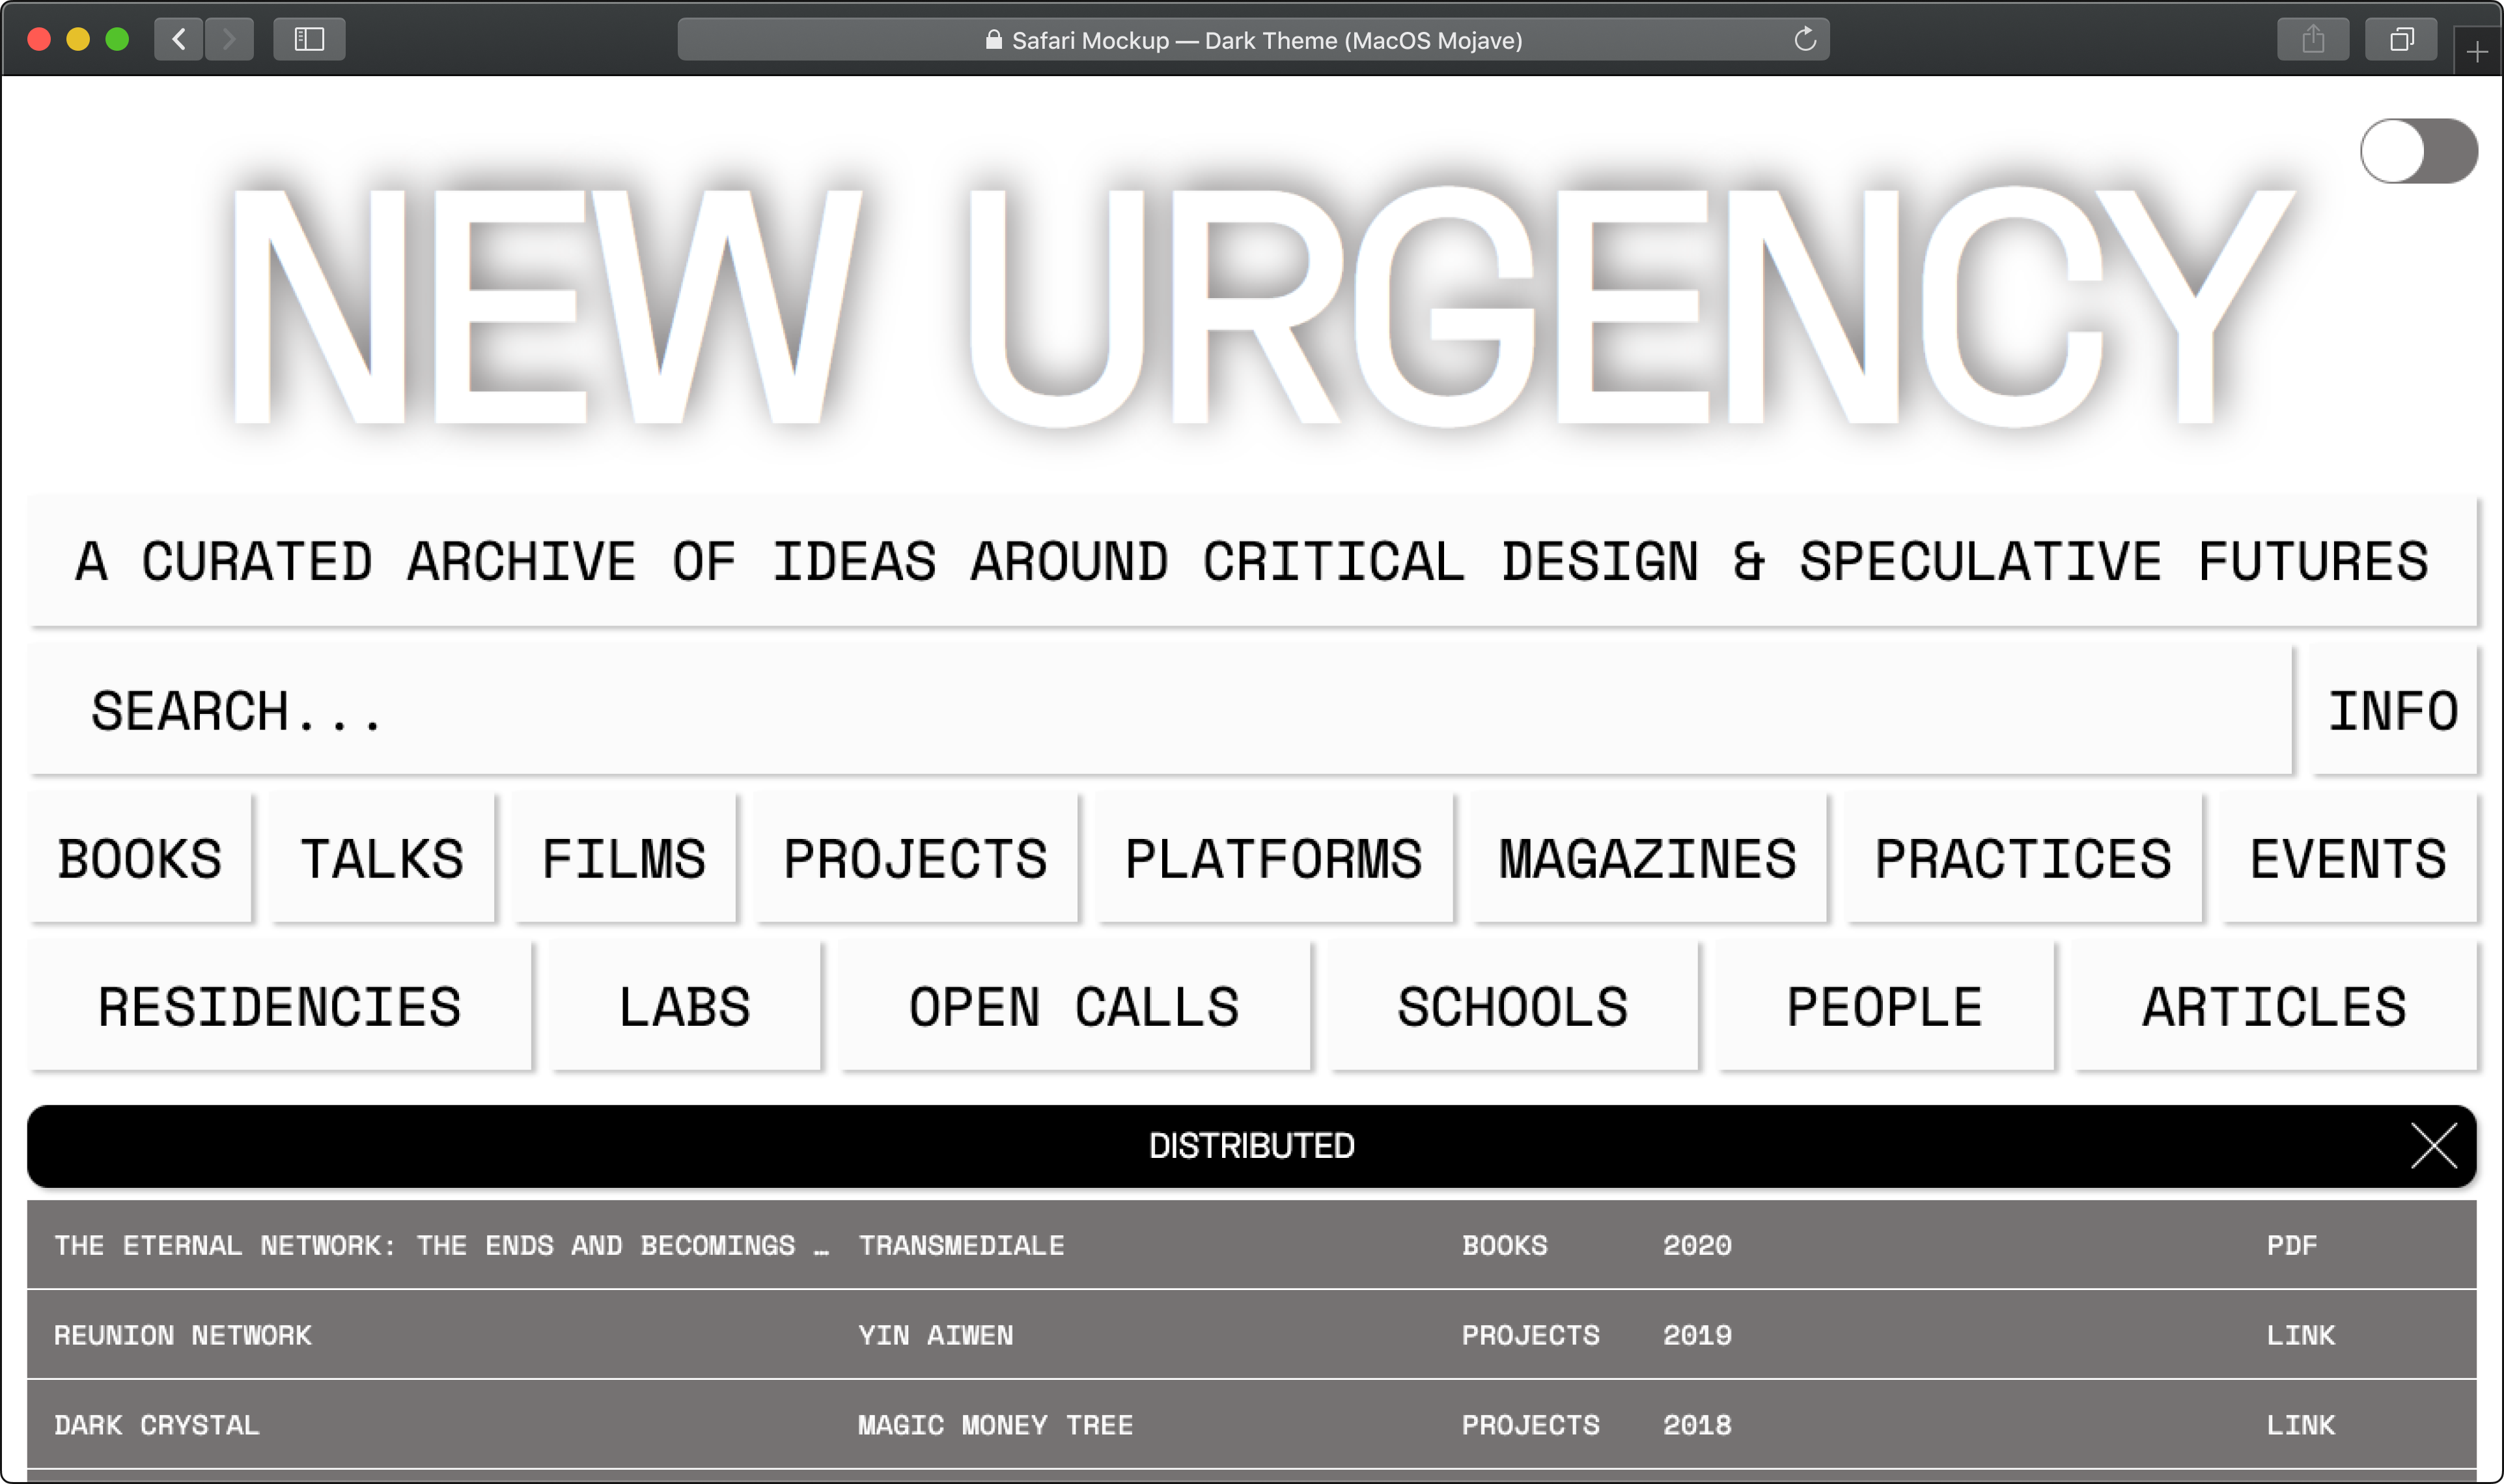 Safari Mockup — Dark Theme (MacOS Mojave)
NEW URGENCY
A CURATED ARCHIVE OF IDEAS AROUND CRITICAL DESIGN & SPECULATIVE FUTURES
SEARCH... INFO
BOOKS TALKS FILMS PROJECTS PLATFORMS MAGAZINES PRACTICES EVENTS
RESIDENCIES LABS OPEN CALLS SCHOOLS PEOPLE ARTICLES
DISTRIBUTED
THE ETERNAL NETWORK: THE ENDS AND BECOMINGS … TRANSMEDIALE BOOKS 2020 PDF
REUNION NETWORK YIN AIWEN PROJECTS 2019 LINK
DARK CRYSTAL MAGIC MONEY TREE PROJECTS 2018 LINK